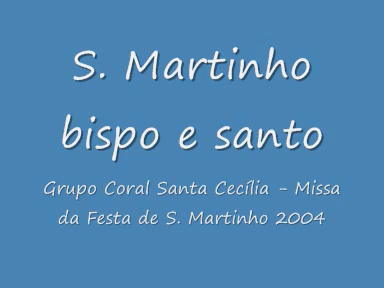 S. Martinho
bispo e santo
Grupo Coral Santa Cecília - Missa
da Festa de S. Martinho 2004